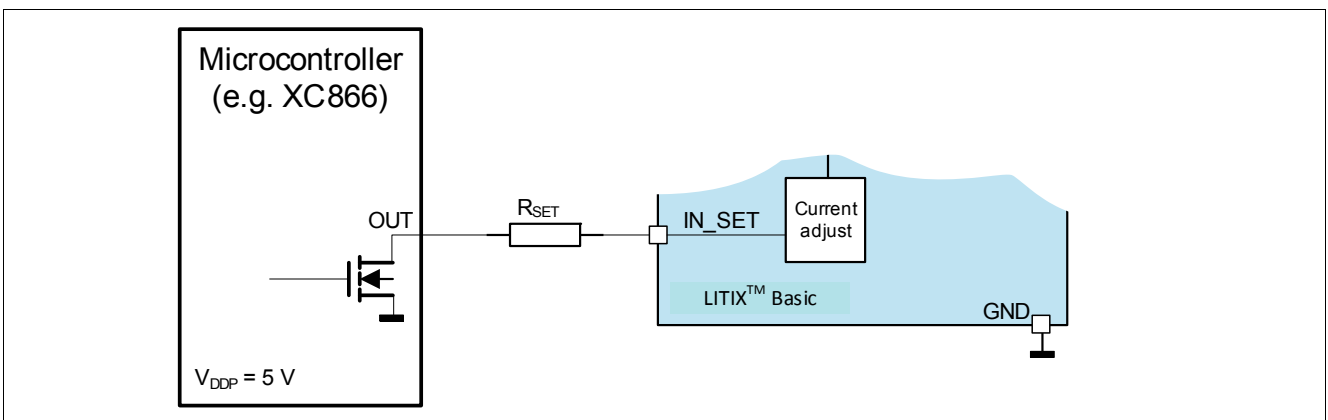 Microcontroller
(e.g. XC866)
OUT
RSET
IN_SET
Current
adjust
LITIX™ Basic
GND
VDDP = 5 V